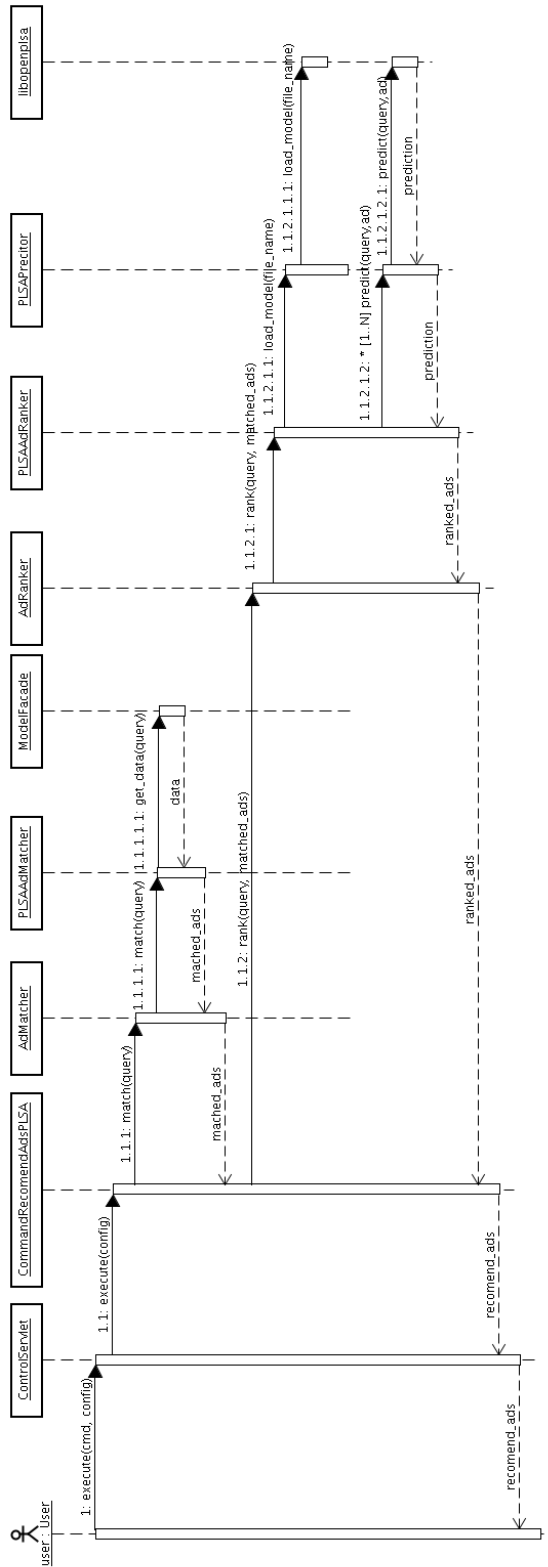 user : User
ControlServlet
CommandRecomendAdsPLSA
AdMatcher
PLSAAdMatcher
ModelFacade
AdRanker
PLSAAdRanker
PLSAPrecitor
libopenplsa
1: execute(cmd, config)
1.1: execute(config)
1.1.1: match(query)
1.1.1.1: match(query)
1.1.1.1.1: get_data(query)
data
mached_ads
mached_ads
1.1.2: rank(query, matched_ads)
1.1.2.1: rank(query, matched_ads)
1.1.2.1.1: load_model(file_name)
1.1.2.1.1.1: load_model(file_name)
1.1.2.1.2: * [1..N] predict(query,ad)
1.1.2.1.2.1: predict(query,ad)
prediction
prediction
ranked_ads
ranked_ads
recomend_ads
recomend_ads